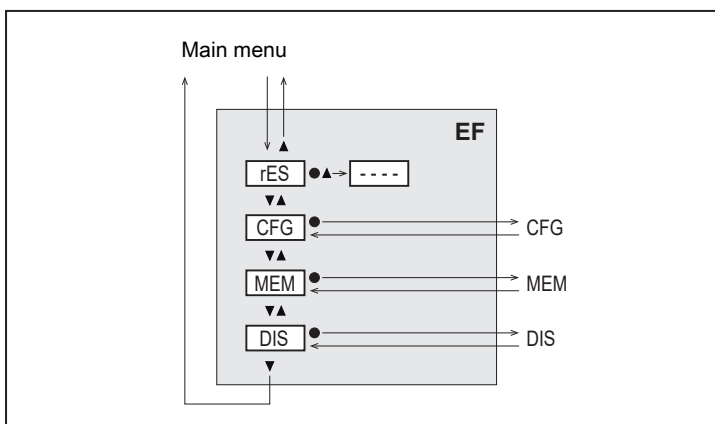 Main menu
EF
rES
- - - -
CFG
CFG
MEM
MEM
DIS
DIS